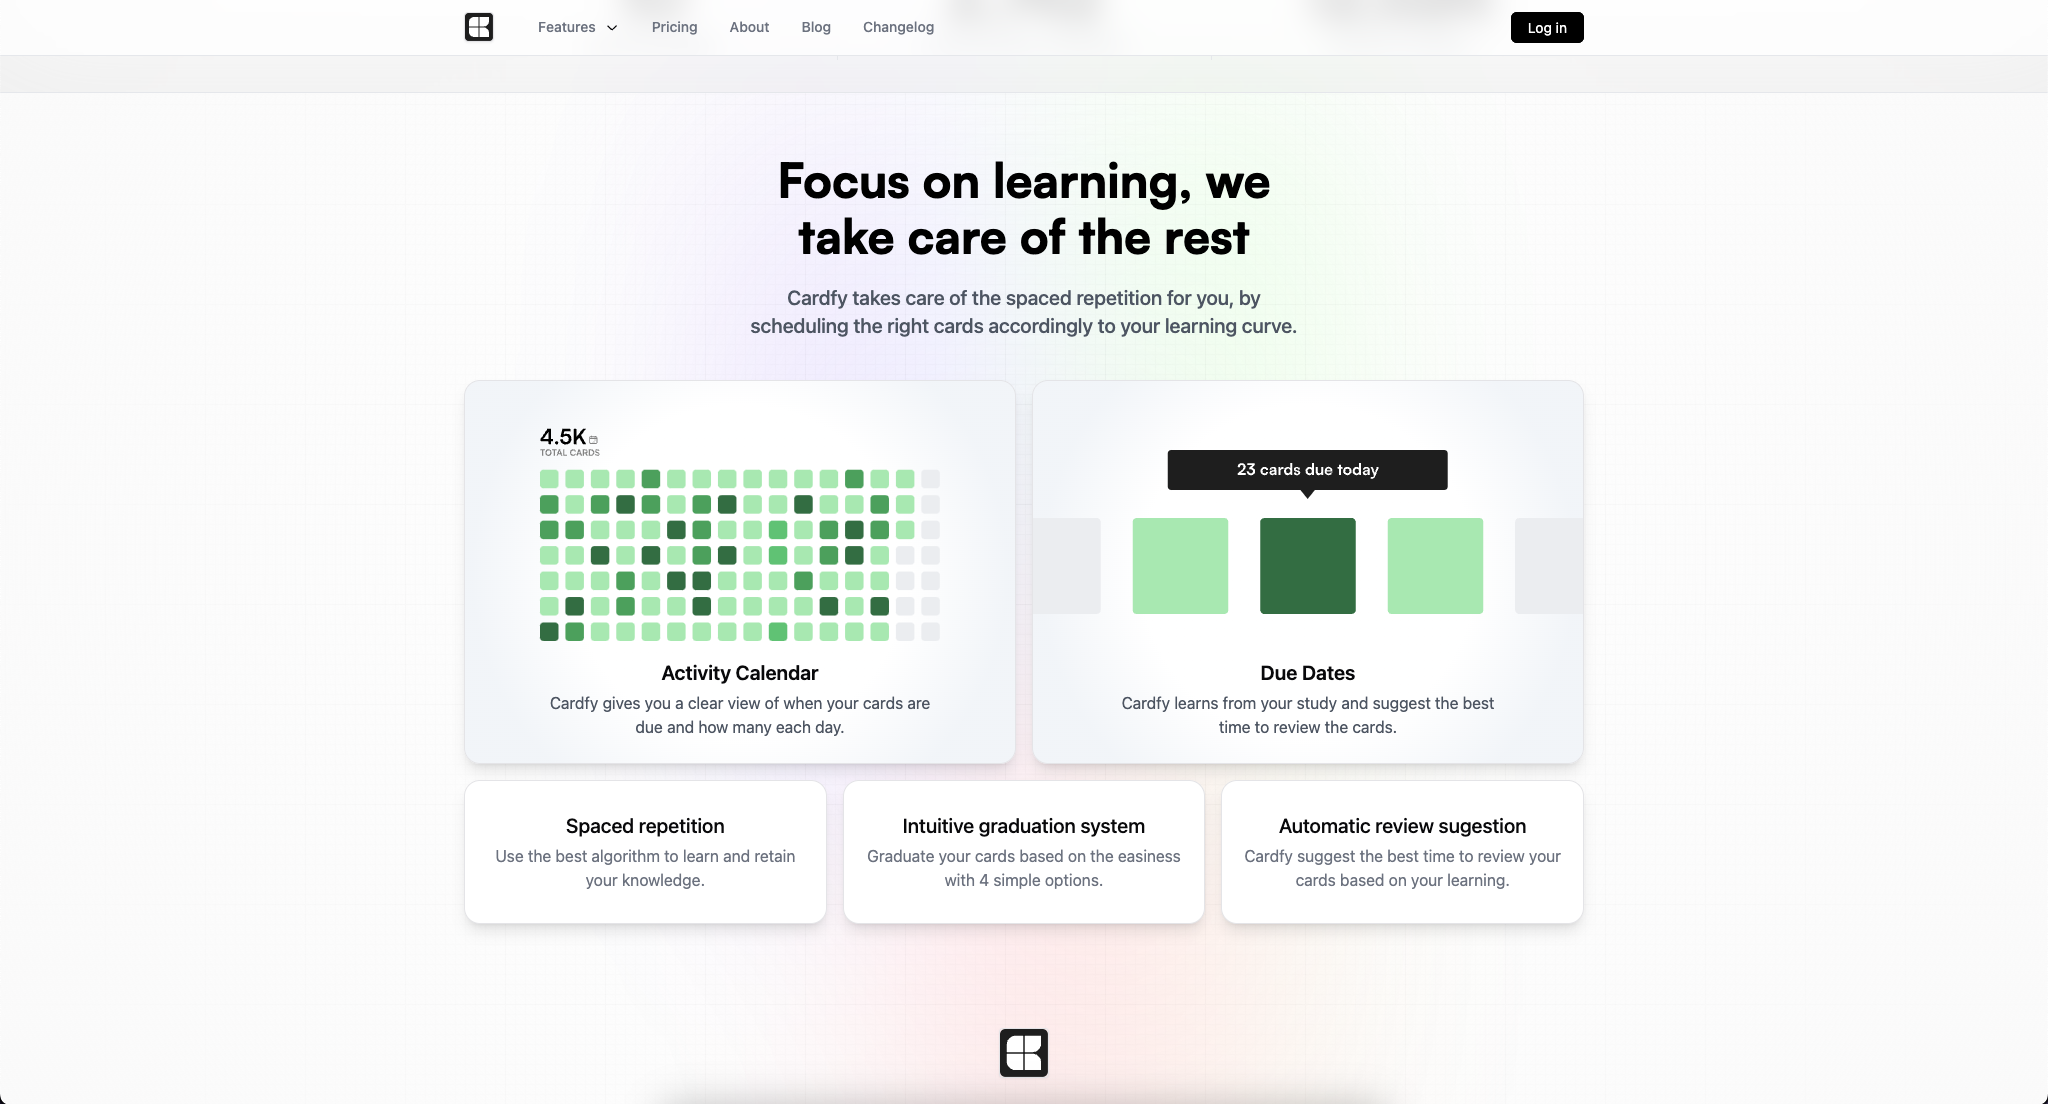 Features
Pricing
About
Blog
Changelog
Log in
Focus on learning, we
take care of the rest
Cardfy takes care of the spaced repetition for you, by
scheduling the right cards accordingly to your learning curve.
4.5K
TOTAL CARDS
Activity Calendar
Cardfy gives you a clear view of when your cards are
due and how many each day.
23 cards due today
Due Dates
Cardfy learns from your study and suggest the best
time to review the cards.
Spaced repetition
Use the best algorithm to learn and retain
your knowledge.
Intuitive graduation system
Graduate your cards based on the easiness
with 4 simple options.
Automatic review sugestion
Cardfy suggest the best time to review your
cards based on your learning.